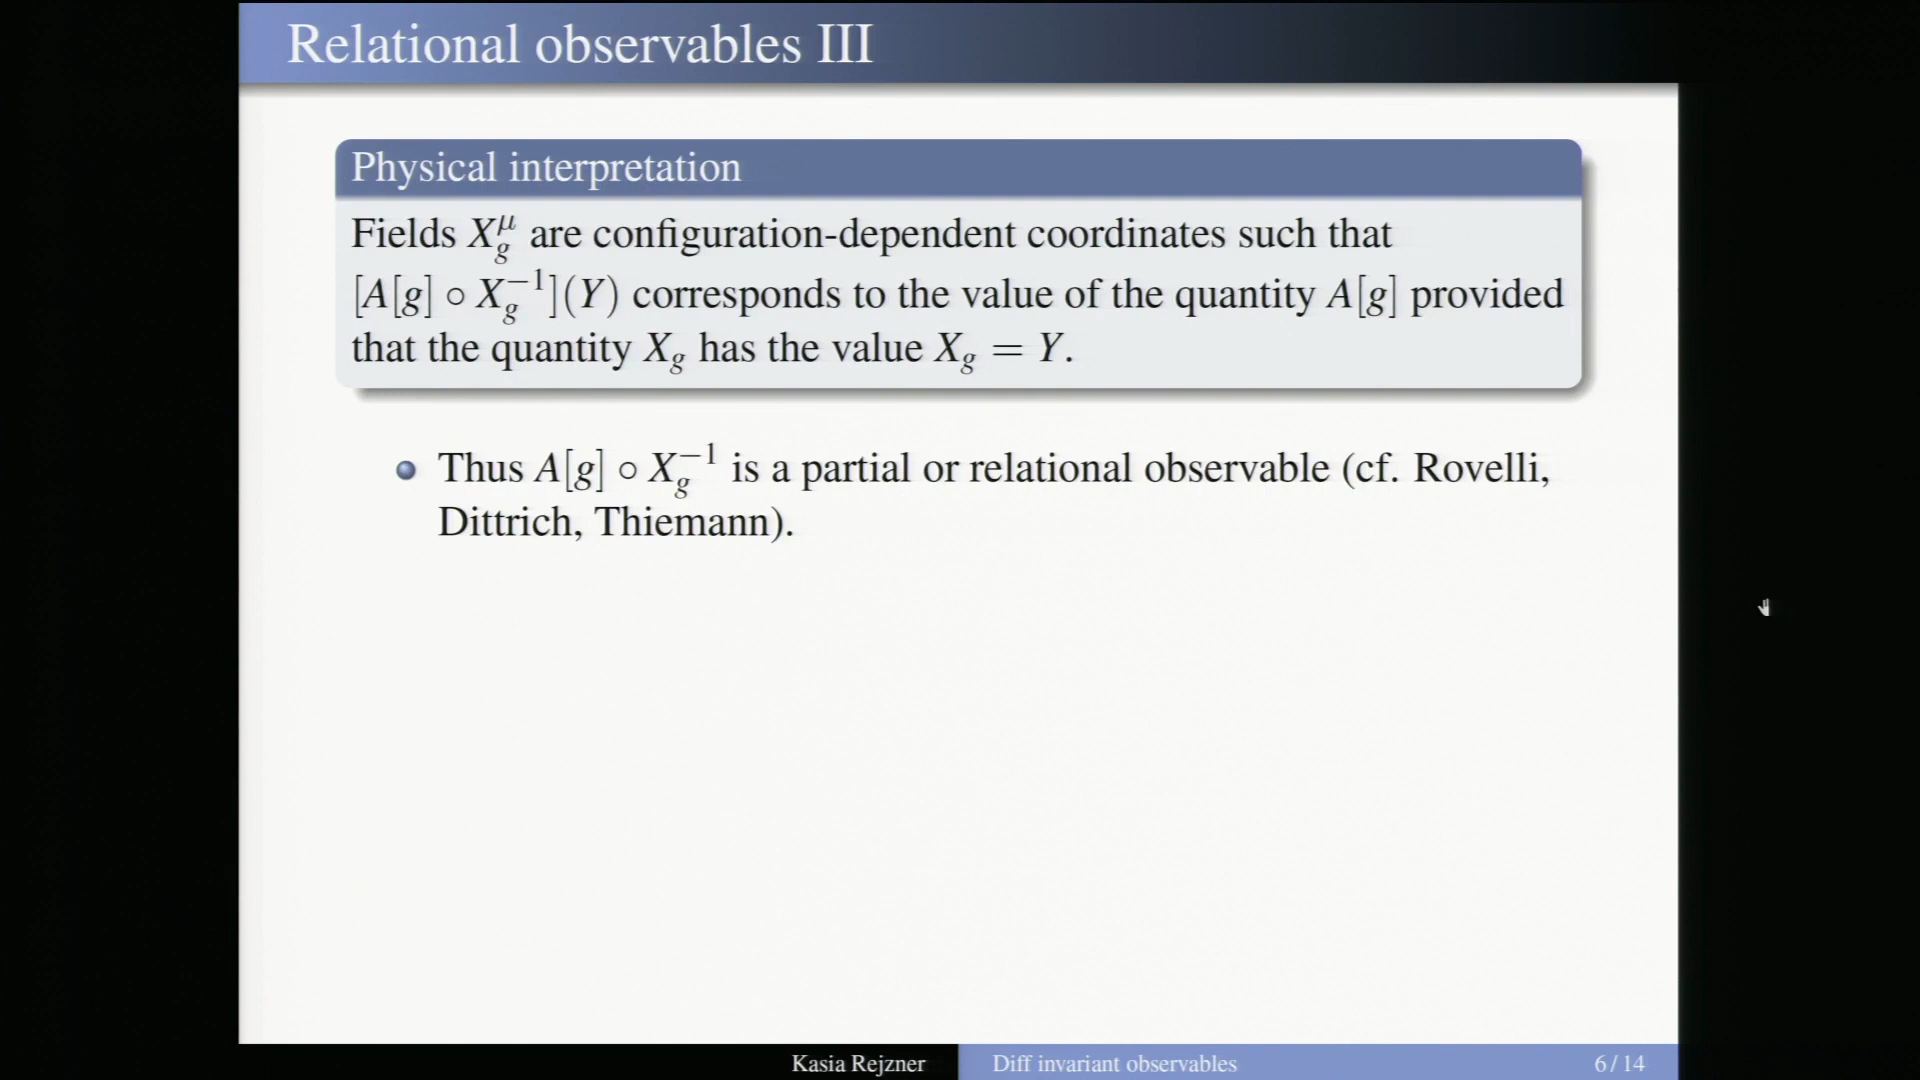 Relational observables III
Physical interpretation
Fields $X_g^\mu$ are configuration-dependent coordinates such that
$[A[g] \circ X_g^{-1}](Y)$ corresponds to the value of the quantity $A[g]$ provided
that the quantity $X_g$ has the value $X_g = Y$.
Thus $A[g] \circ X_g^{-1}$ is a partial or relational observable (cf. Rovelli,
Dittrich, Thiemann).
Kasia Rejzner Diff invariant observables 6 / 14